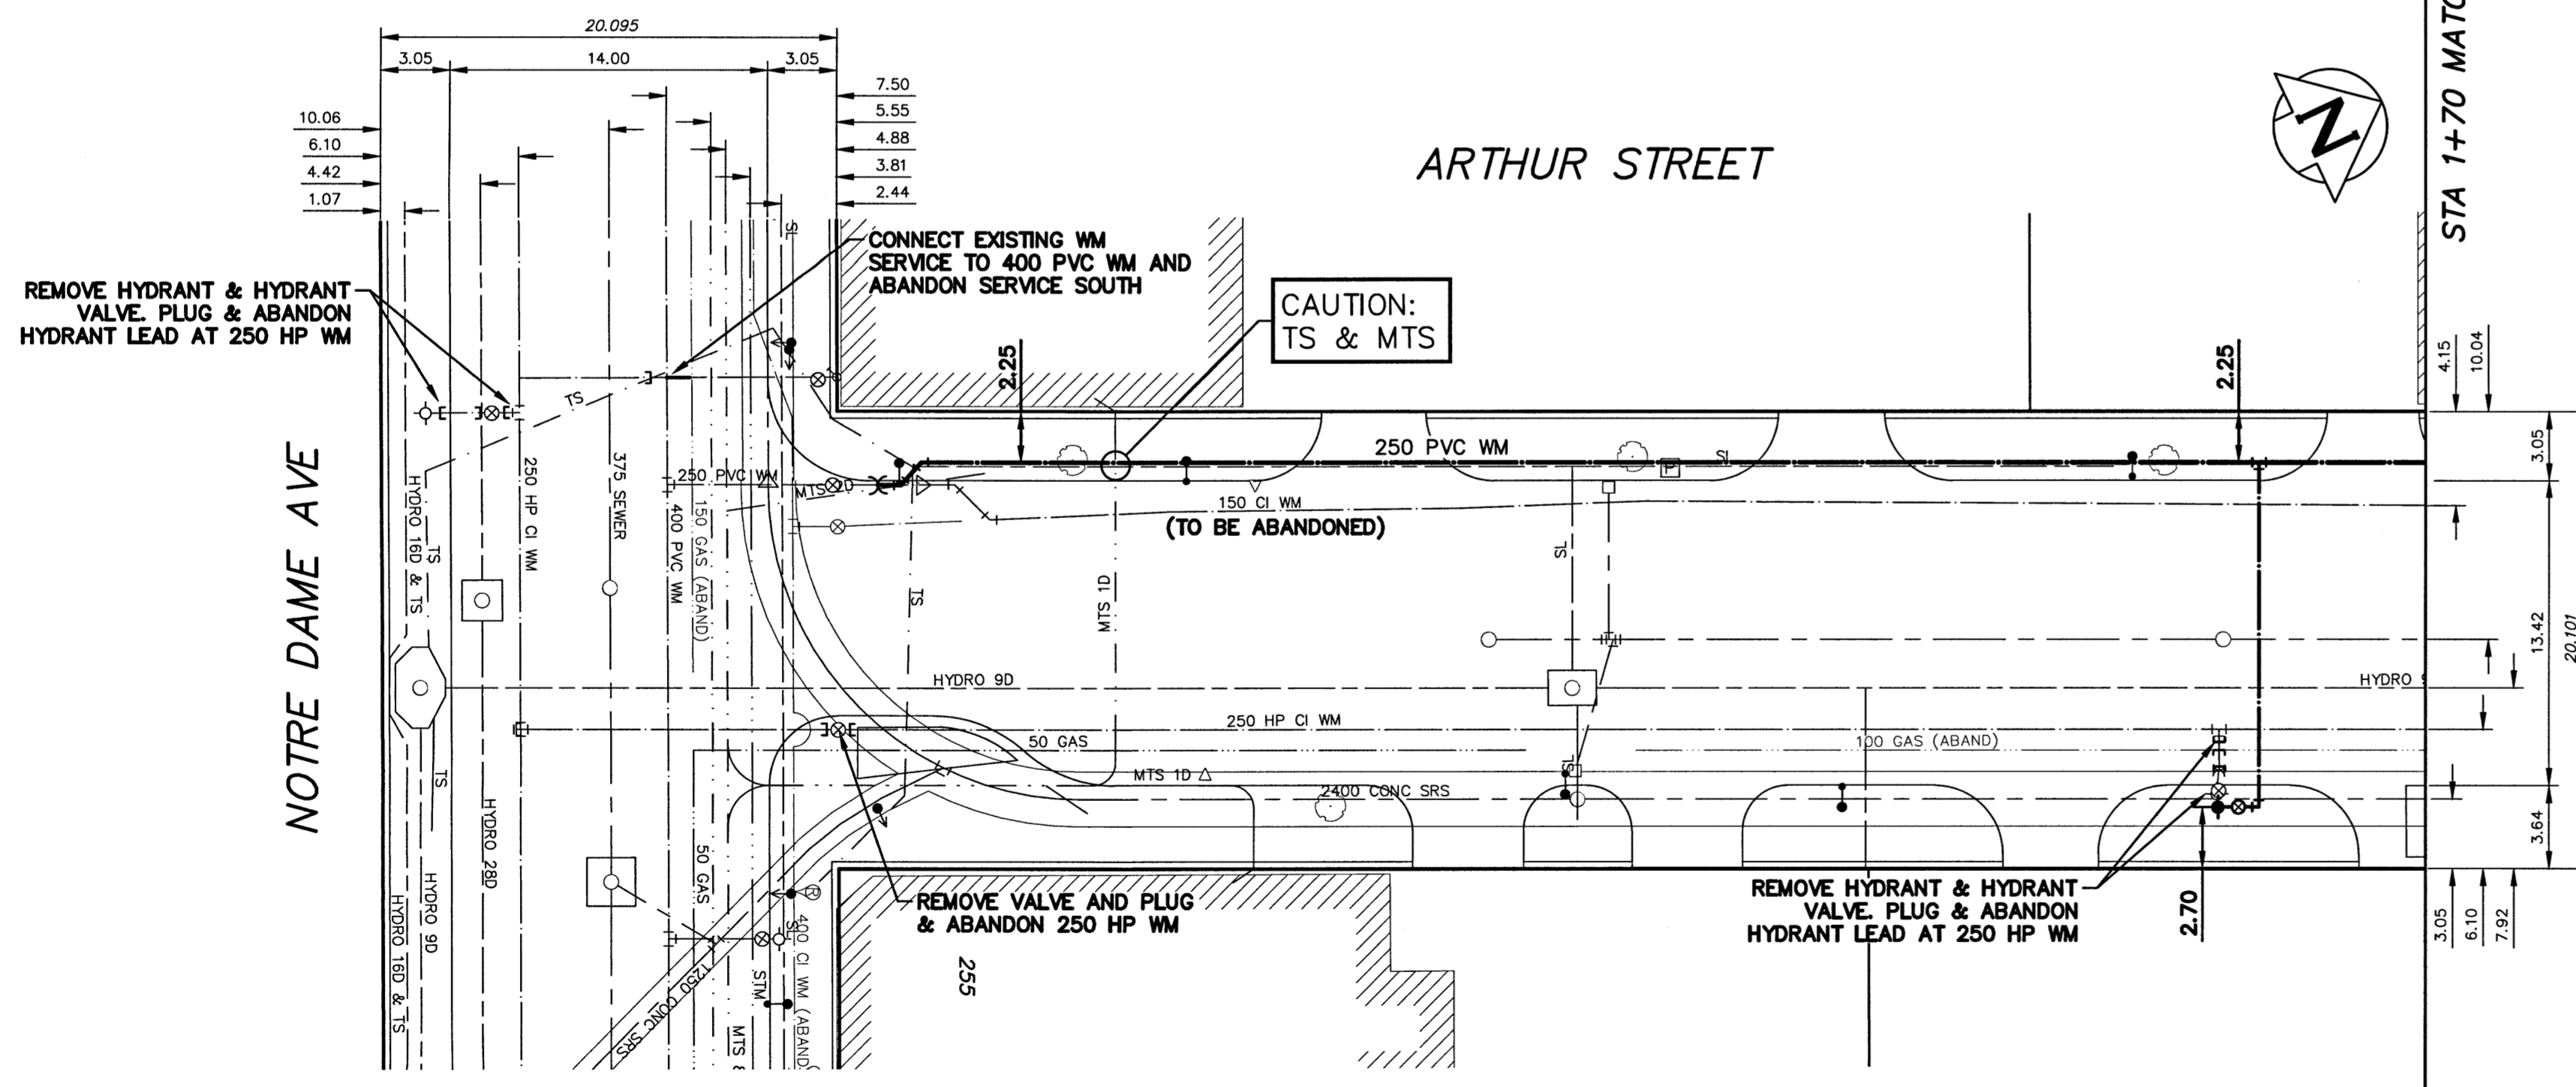 20.095
3.05
14.00
3.05
7.50
5.55
4.88
3.81
2.44
10.06
6.10
4.42
1.07
ARTHUR STREET
N
STA 1+70
CONNECT EXISTING WM
SERVICE TO 400 PVC WM AND
ABANDON SERVICE SOUTH
REMOVE HYDRANT & HYDRANT
VALVE. PLUG & ABANDON
HYDRANT LEAD AT 250 HP WM
CAUTION:
TS & MTS
SL
2.25
2.25
4.15
10.04
TS
250 PVC WM
SL
P
3.05
250 PVC WM
150 CI WM
(TO BE ABANDONED)
NOTRE DAME AVE
HYDRO 16D & TS
TS
250 HP CI WM
375 SEWER
400 PVC WM
150 GAS (ABAND)
TS
MTS 1D
SL
13.42
20.101
HYDRO 9D
HYDRO
250 HP CI WM
50 GAS
100 GAS (ABAND)
MTS 1D
SL
2400 CONC SRS
TS
HYDRO 28D
50 GAS
3.64
REMOVE VALVE AND PLUG
& ABANDON 250 HP WM
REMOVE HYDRANT & HYDRANT
VALVE. PLUG & ABANDON
HYDRANT LEAD AT 250 HP WM
2.70
3.05
6.10
7.92
HYDRO 16D & TS
HYDRO 9D
1250 CONC SRS
STM
MTS
SL
400 CI WM (ABAND
255